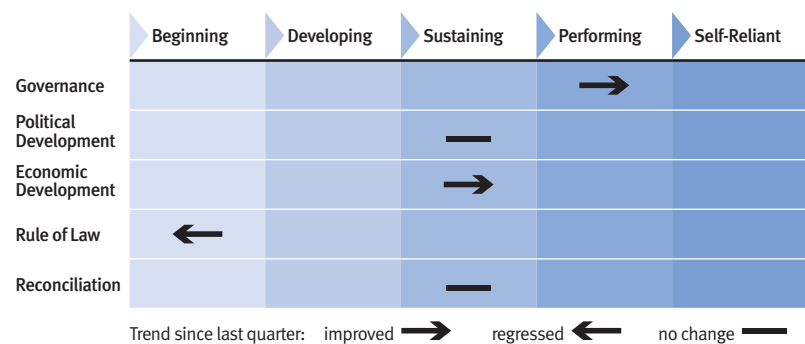 Beginning Developing Sustaining Performing Self-Reliant
Governance
Political
Development
Economic
Development
Rule of Law
Reconciliation
Trend since last quarter: improved regressed no change